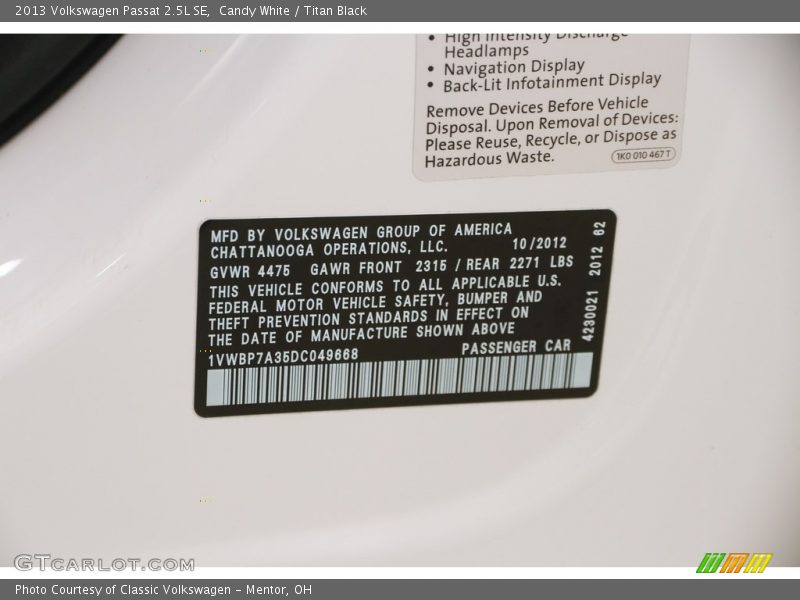 2013 Volkswagen Passat 2.5L SE,  Candy White / Titan Black
• High Intensity Discharge
Headlamps
• Navigation Display
• Back-Lit Infotainment Display
Remove Devices Before Vehicle
Disposal. Upon Removal of Devices:
Please Reuse, Recycle, or Dispose as
Hazardous Waste.
1K0 010 467 T
MFD BY VOLKSWAGEN GROUP OF AMERICA
CHATTANOOGA OPERATIONS, LLC. 10/2012
GVWR 4475 GAWR FRONT 2315 / REAR 2271 LBS
THIS VEHICLE CONFORMS TO ALL APPLICABLE U.S.
FEDERAL MOTOR VEHICLE SAFETY, BUMPER AND
THEFT PREVENTION STANDARDS IN EFFECT ON
THE DATE OF MANUFACTURE SHOWN ABOVE
1VWBP7A35DC049668 PASSENGER CAR
4230021 2012 62
GTCARLOT.COM
Photo Courtesy of Classic Volkswagen – Mentor, OH